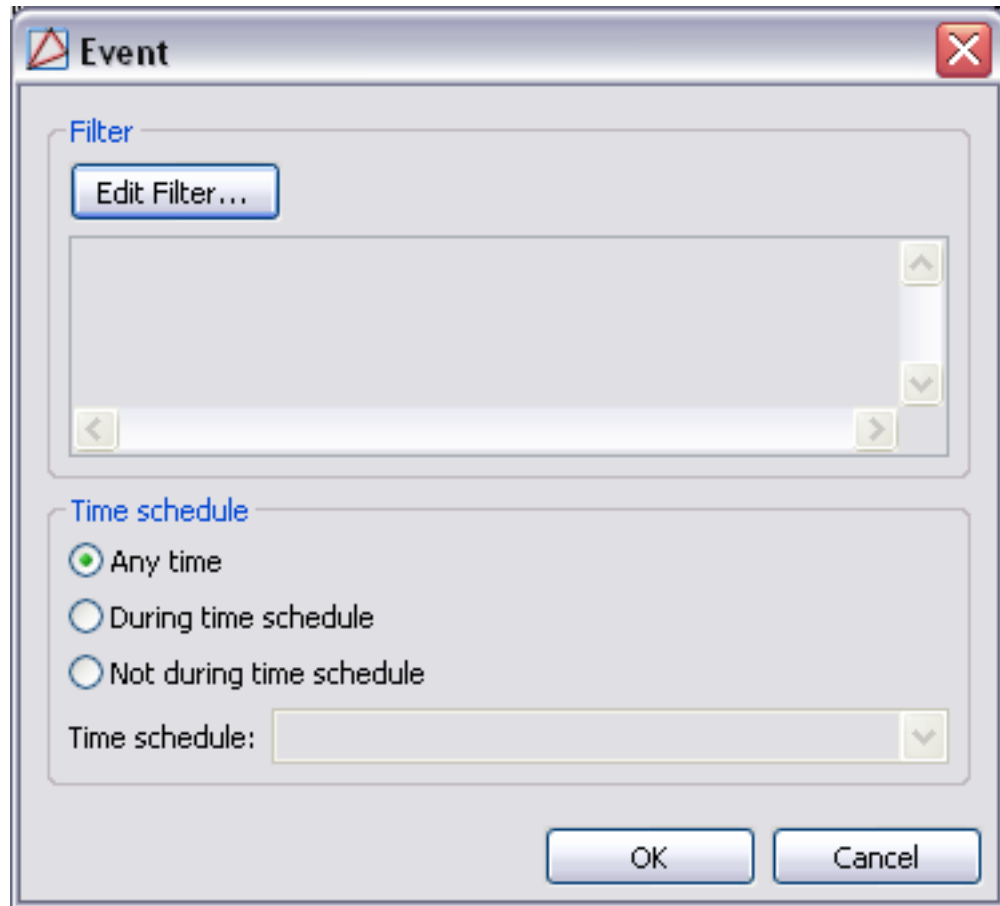 Event
Filter
Edit Filter...
Time schedule
Any time
During time schedule
Not during time schedule
Time schedule:
OK
Cancel